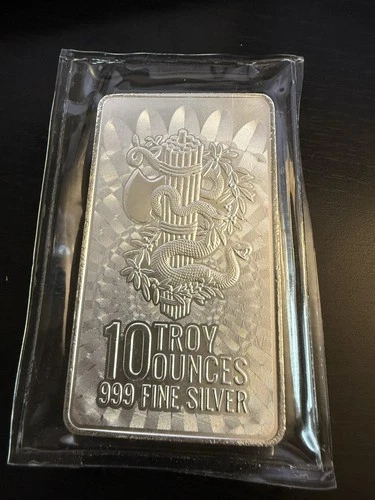 10 TROY
OUNCES
999 FINE SILVER